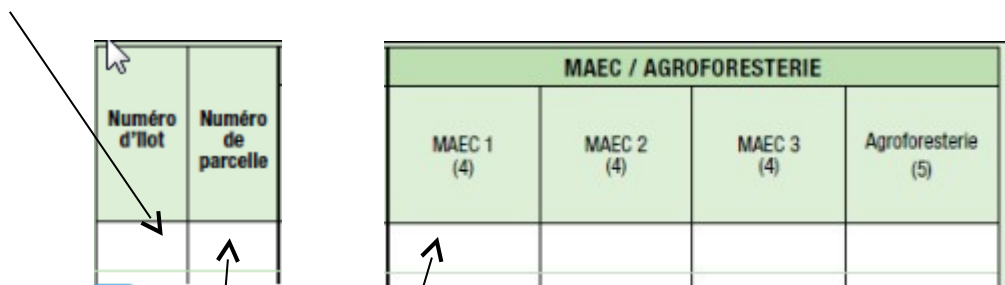 MAEC / AGROFORESTERIE
Numéro
d'îlot
Numéro
de
parcelle
MAEC 1
(4)
MAEC 2
(4)
MAEC 3
(4)
Agroforesterie
(5)